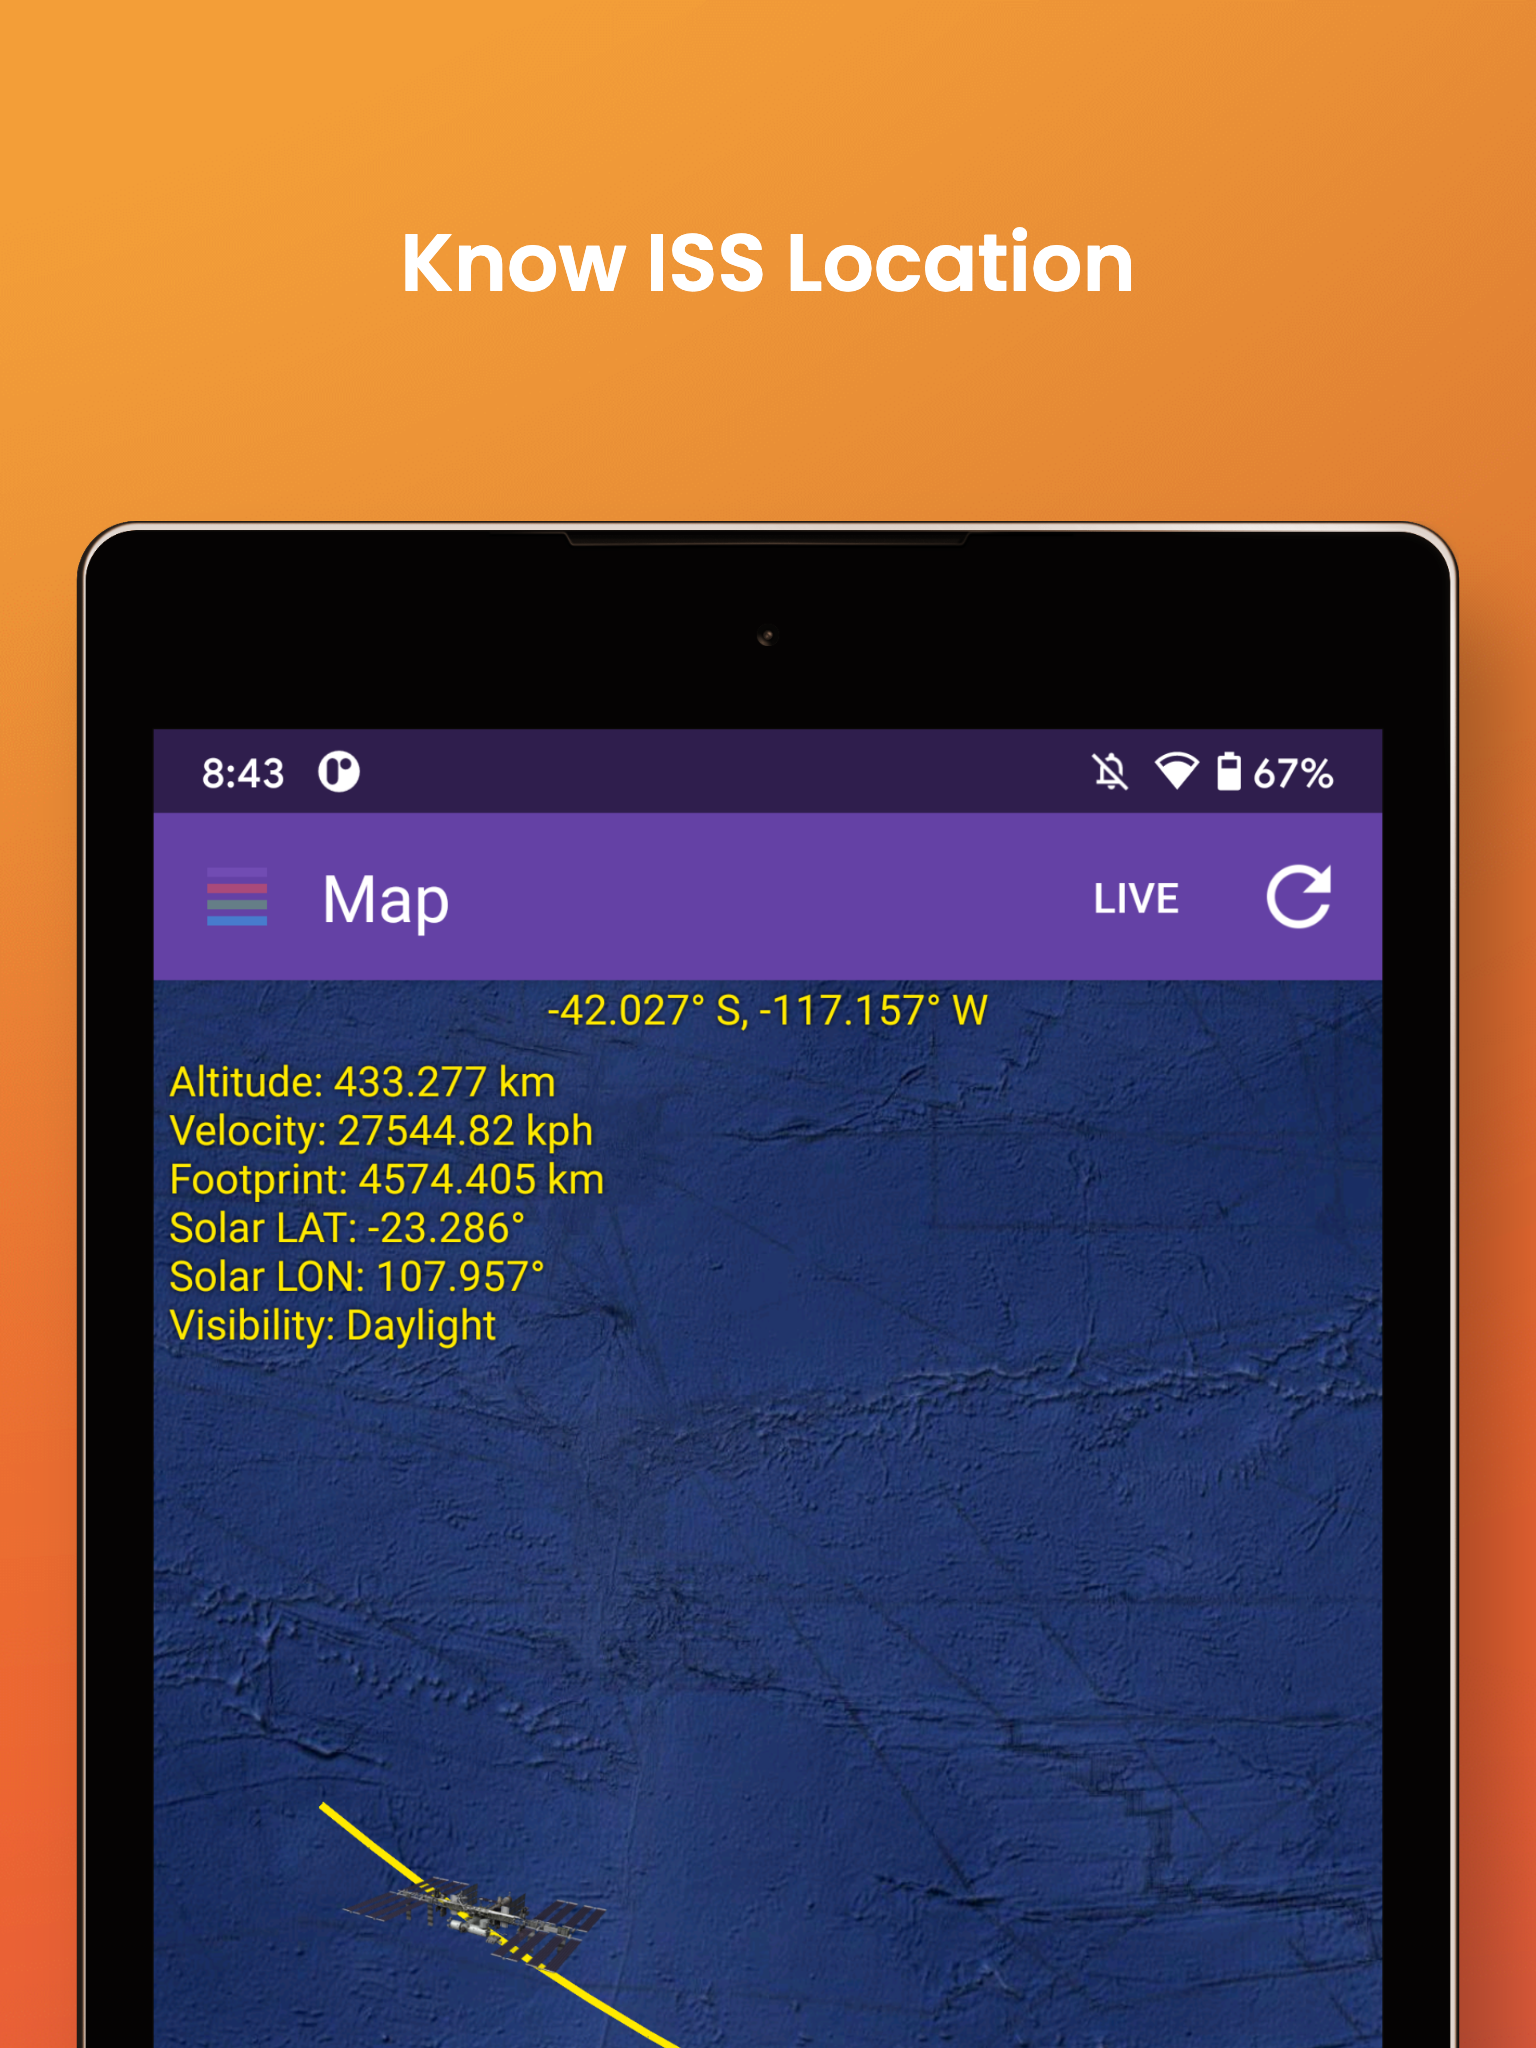 Know ISS Location
8:43
67%
Map
LIVE
-42.027° S, -117.157° W
Altitude: 433.277 km
Velocity: 27544.82 kph
Footprint: 4574.405 km
Solar LAT: -23.286°
Solar LON: 107.957°
Visibility: Daylight